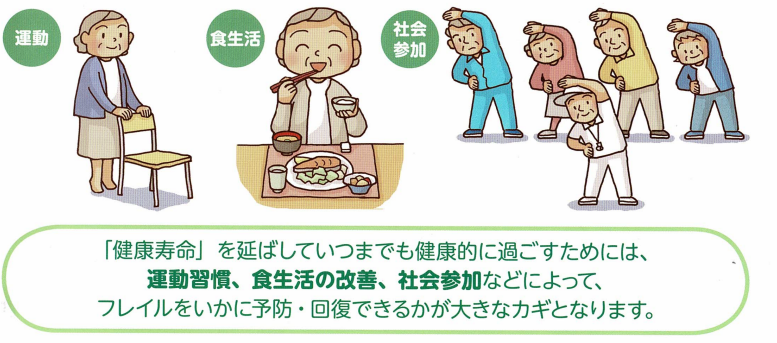 運動
食生活
社会
参加
「健康寿命」を延ばしていつまでも健康的に過ごすためには、
運動習慣、食生活の改善、社会参加などによって、
フレイルをいかに予防・回復できるかが大きなカギとなります。